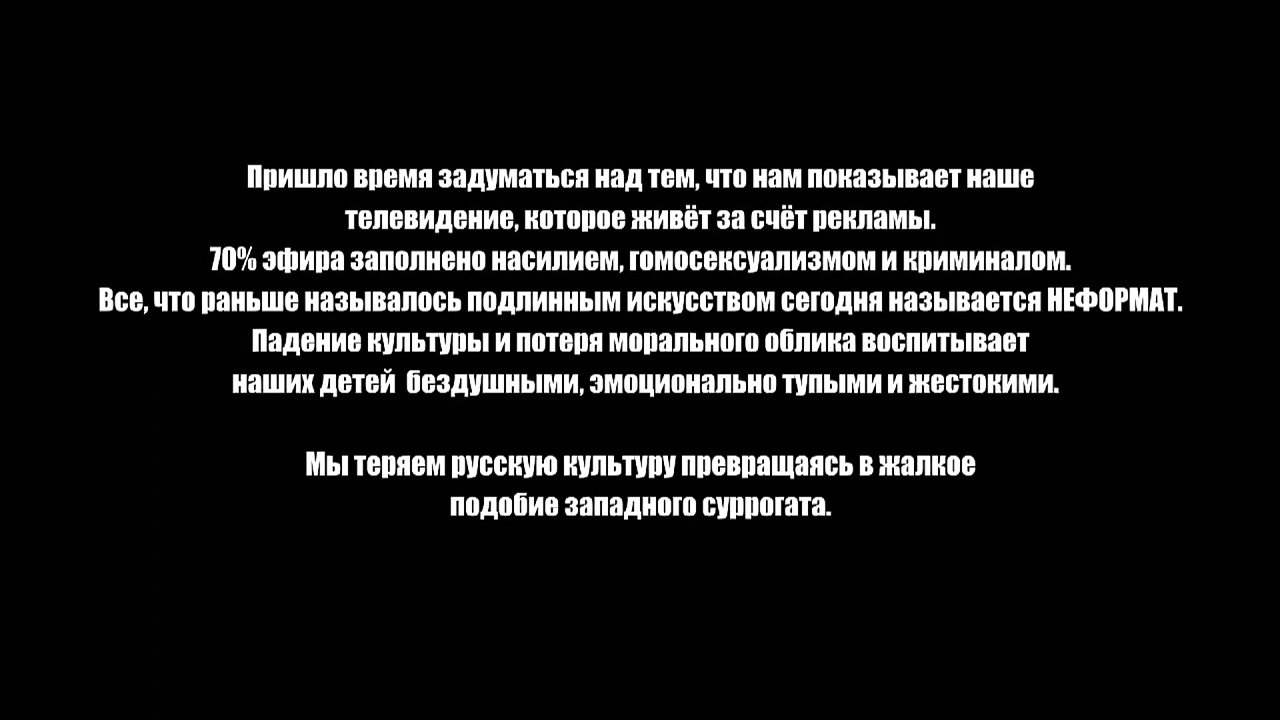 Пришло время задуматься над тем, что нам показывает наше
телевидение, которое живёт за счёт рекламы.
70% эфира заполнено насилием, гомосексуализмом и криминалом.
Все, что раньше называлось подлинным искусством сегодня называется НЕФОРМАТ.
Падение культуры и потеря морального облика воспитывает
наших детей  бездушными, эмоционально тупыми и жестокими.
Мы теряем русскую культуру превращаясь в жалкое
подобие западного суррогата.